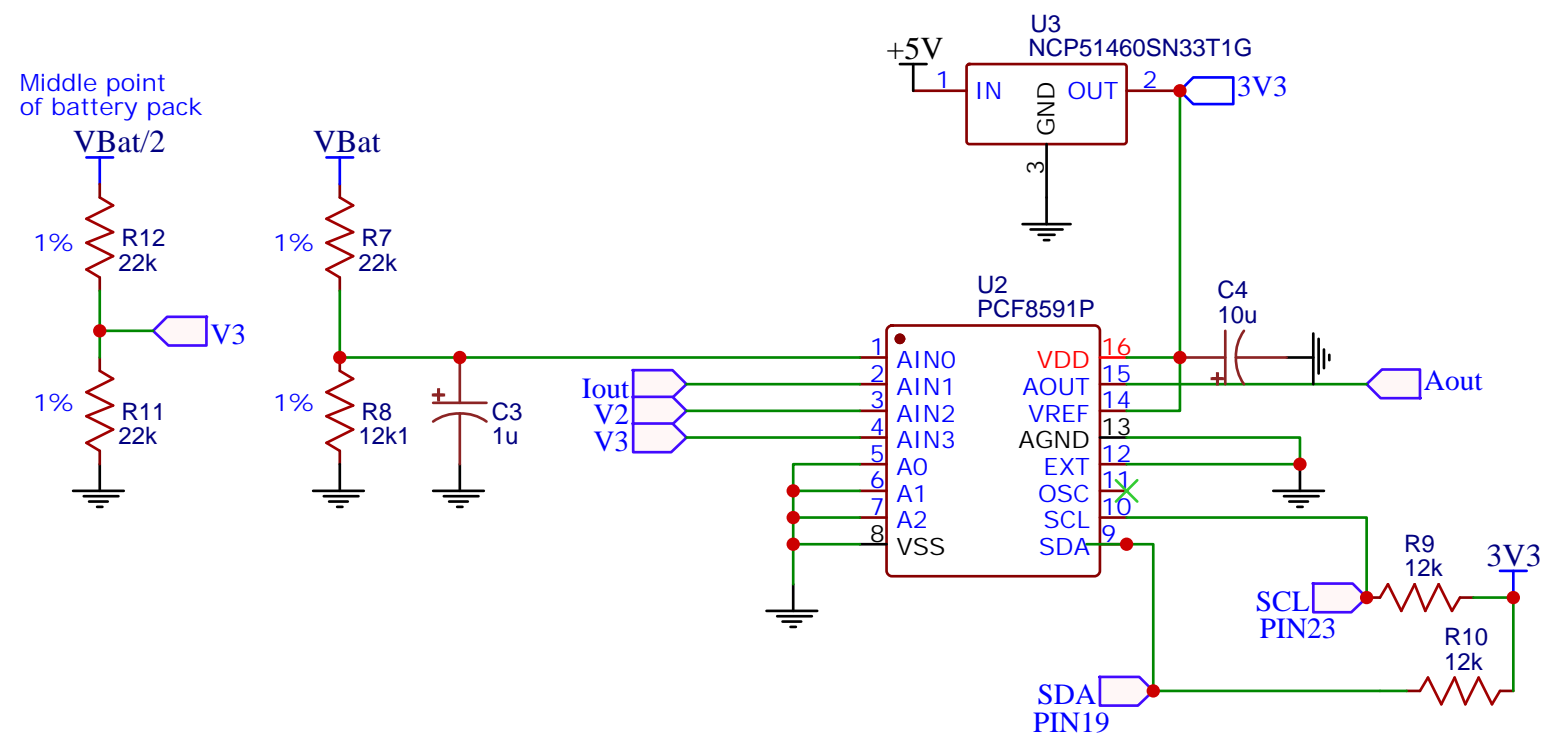 Middle point
of battery pack
VBat/2
1%
R12
22k
V3
1%
R11
22k
VBat
1%
R7
22k
1%
R8
12k1
C3
1u
U3
NCP51460SN33T1G
+5V
1
IN
OUT
2
GND
3
3V3
U2
PCF8591P
Iout
V2
V3
1
AIN0
2
AIN1
3
AIN2
4
AIN3
5
A0
6
A1
7
A2
8
VSS
VDD
16
AOUT
15
VREF
14
AGND
13
EXT
12
OSC
11
SCL
10
SDA
9
C4
10u
Aout
R9
12k
3V3
SCL
PIN23
R10
12k
SDA
PIN19